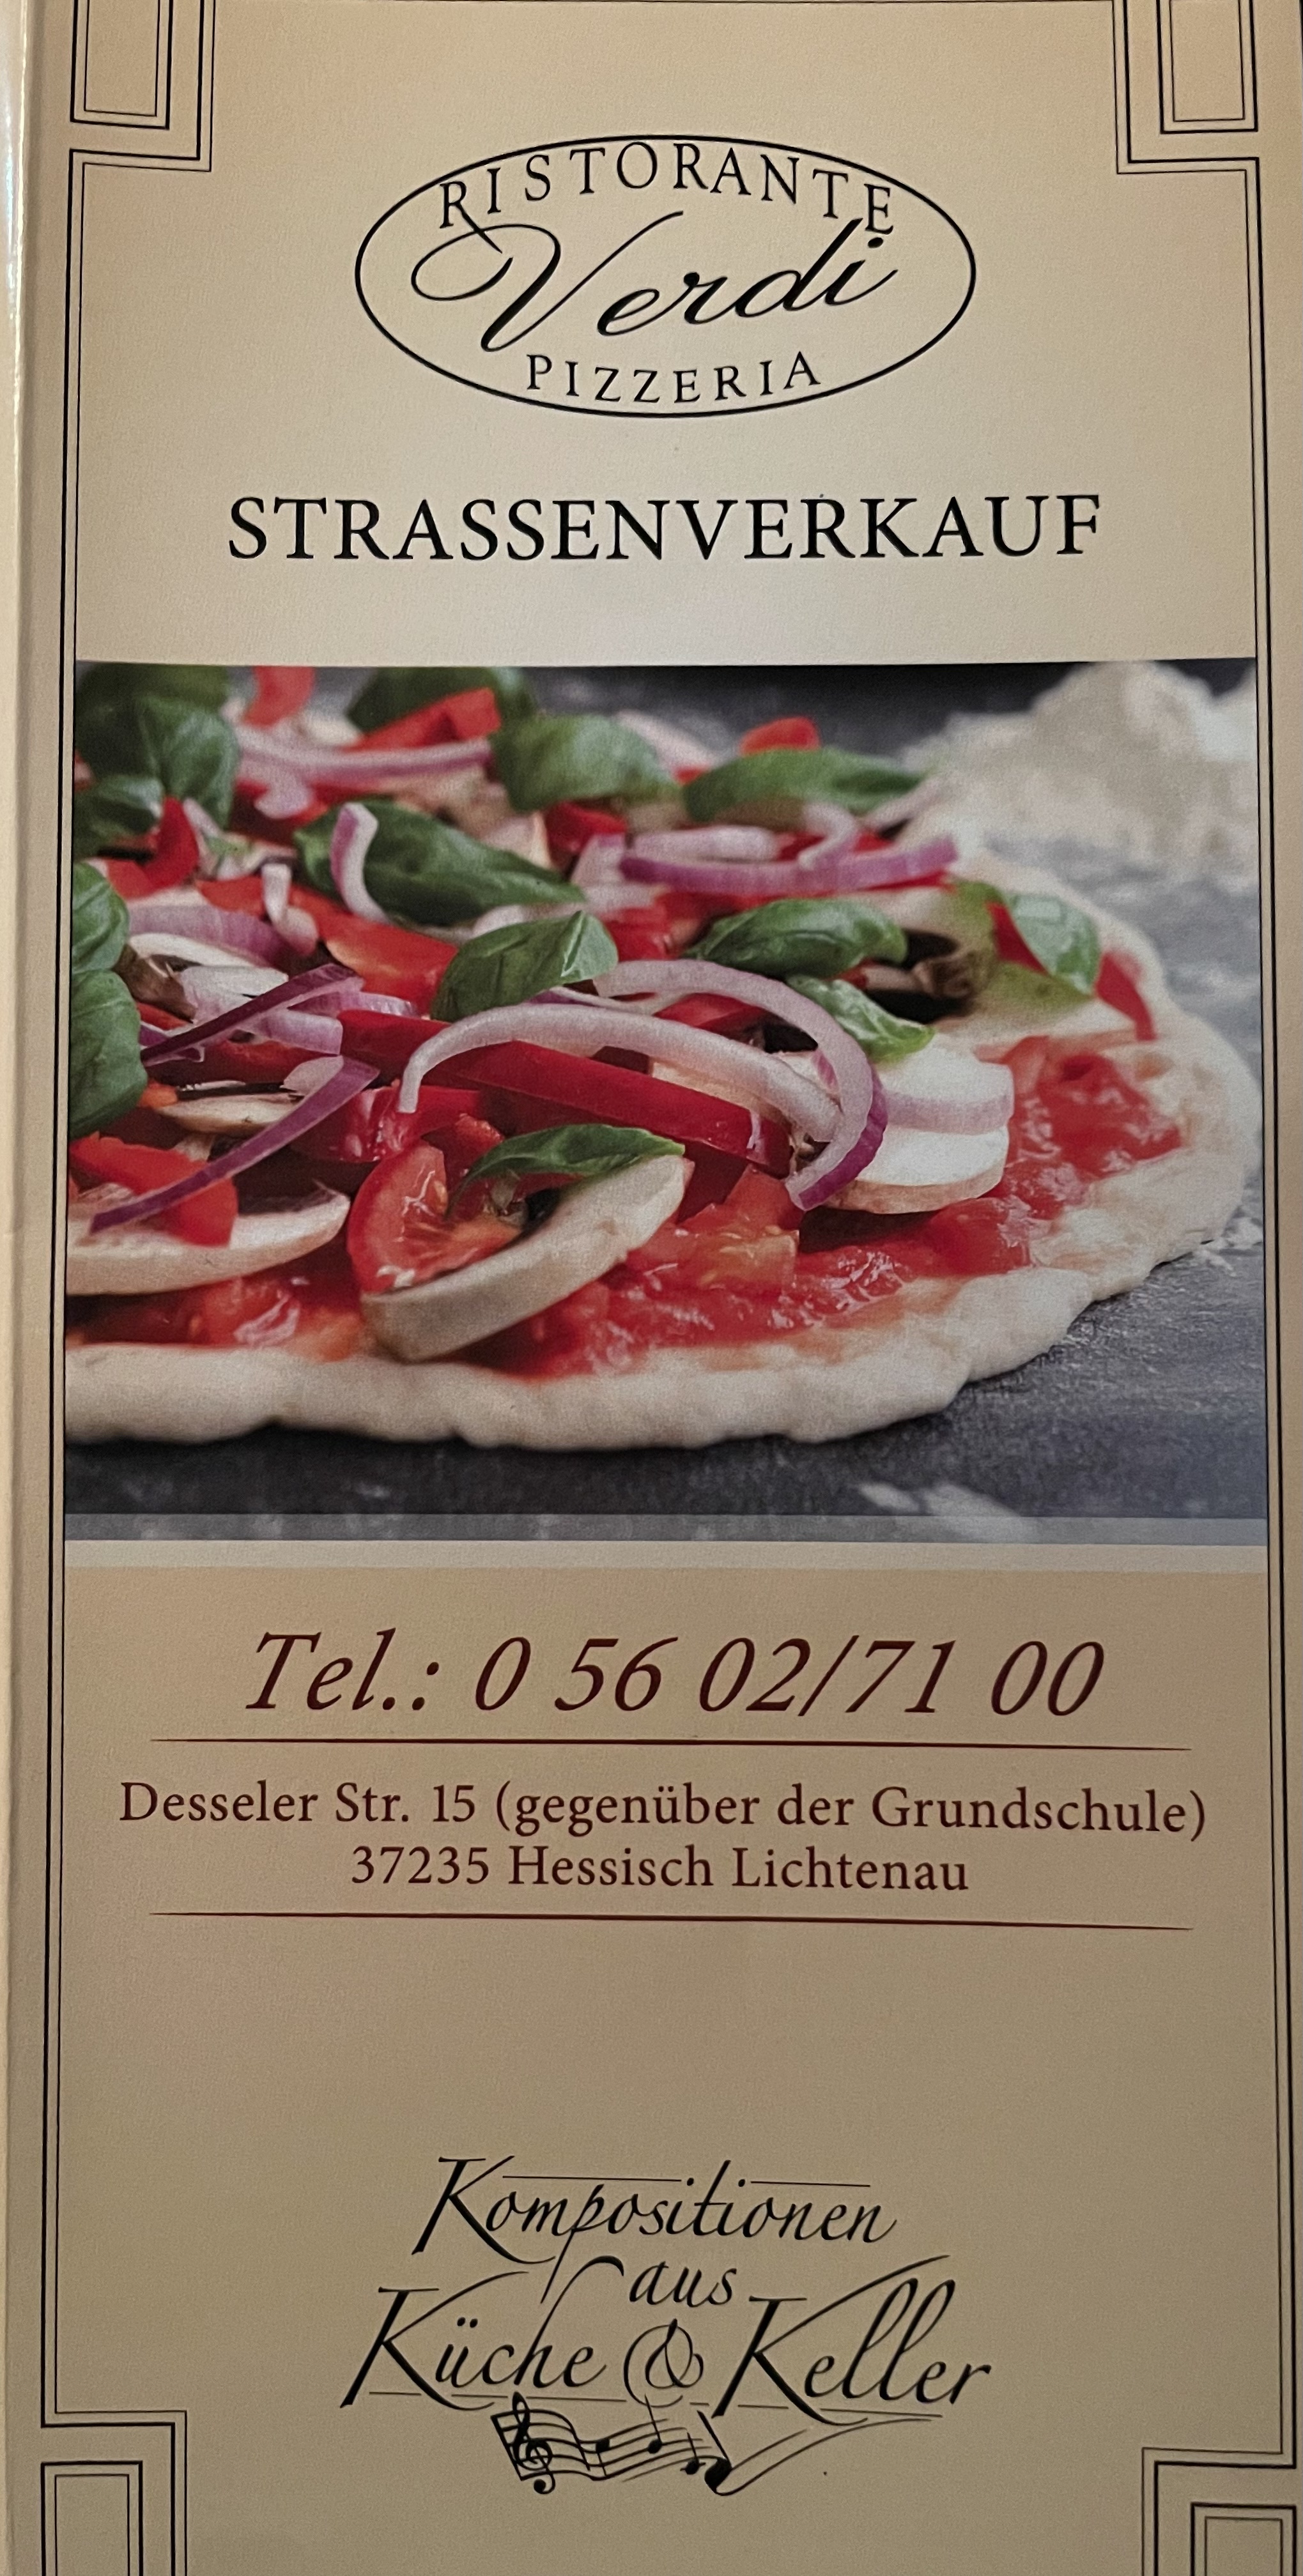 RISTORANTE
Verdi
PIZZERIA
STRASSENVERKAUF
Tel.: 0 56 02/71 00
Desseler Str. 15 (gegenüber der Grundschule)
37235 Hessisch Lichtenau
Kompositionen
aus
Küche & Keller